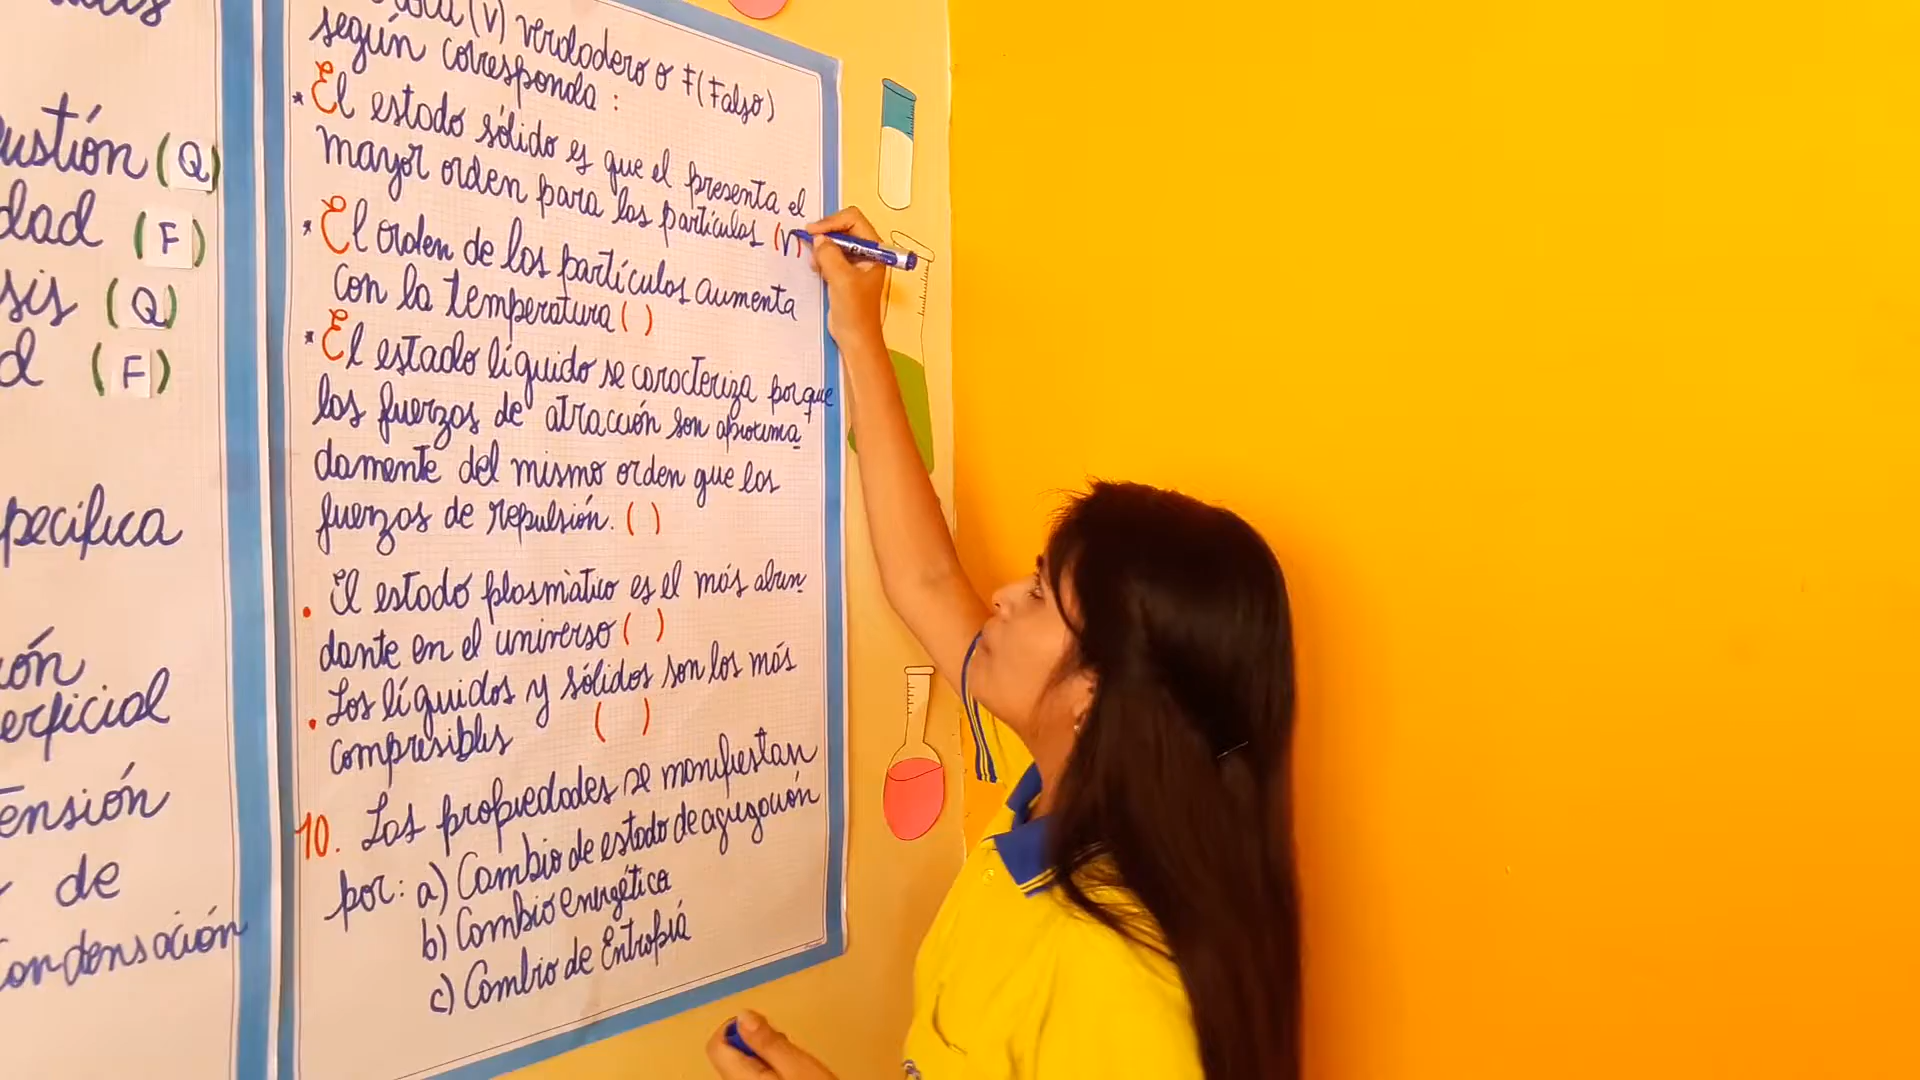 ustión (Q)
dad (F)
sis (Q)
d (F)
pecifica
ión
erficial
ensión
de
condensación
(V) verdadero o F (Falso)
según corresponda :
* El estado sólido es que el presenta el
mayor orden para las partículas (V)
* El orden de las partículas aumenta
con la temperatura ( )
* El estado líquido se caracteriza porque
las fuerzas de atracción son aproxima
damente del mismo orden que las
fuerzas de repulsión. ( )
• El estado plasmàtico es el más abun
dante en el universo ( )
• Los líquidos y sólidos son los más
compresibles ( )
10. Las propiedades se manifiestan
por: a) Cambio de estado de agregación
b) Cambio energética
c) Cambio de Entropiá